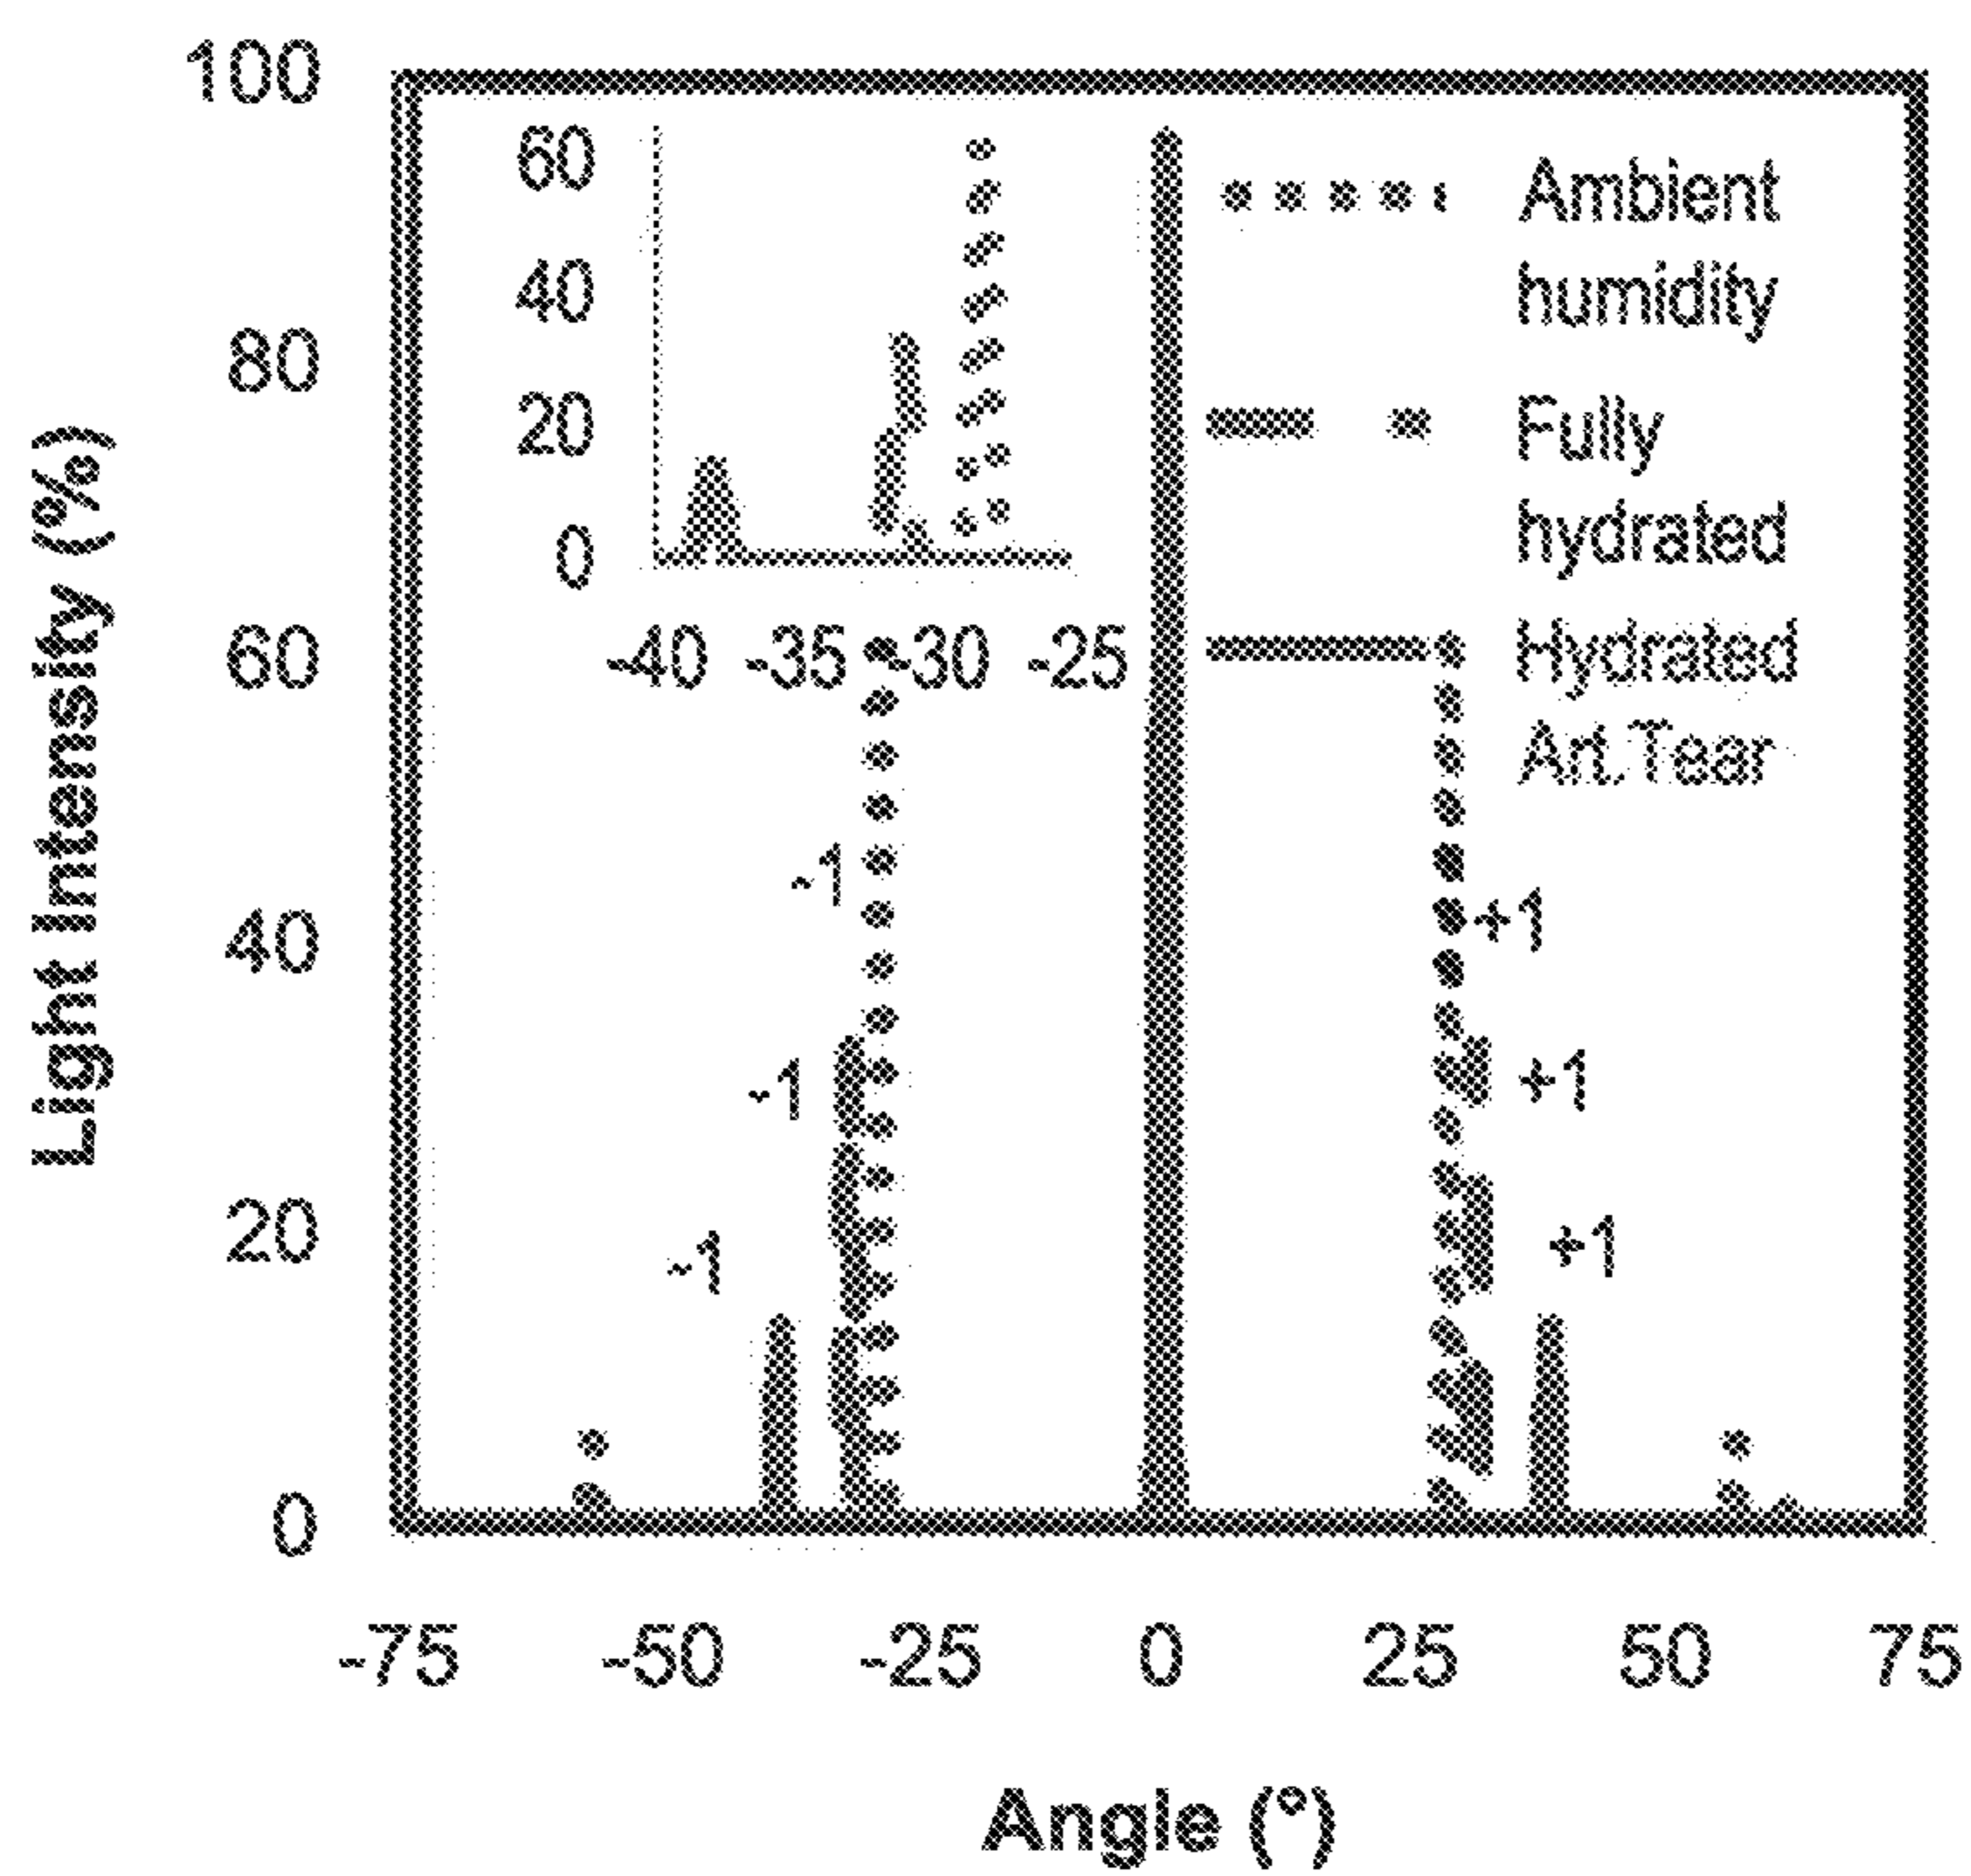 Light Intensity (%)
100
80
60
40
20
0
60
40
20
0
-40 -35 -30 -25
Ambient
humidity
Fully
hydrated
Hydrated
Art.Tear
-1
+1
-1
+1
-1
+1
-75 -50 -25 0 25 50 75
Angle (º)